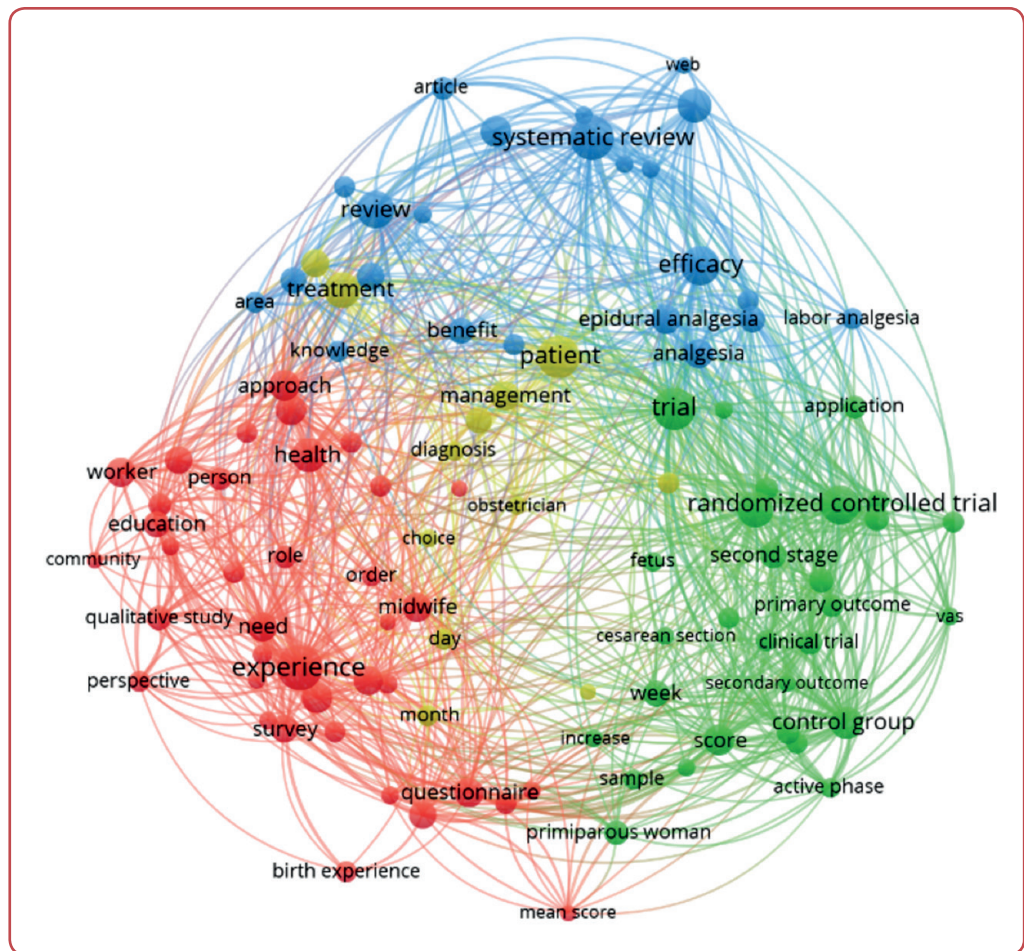 web
article
systematic review
review
efficacy
treatment
area
epidural analgesia
labor analgesia
benefit
knowledge
patient
analgesia
approach
management
trial
application
diagnosis
health
worker
person
obstetrician
randomized controlled trial
education
choice
community
role
fetus
second stage
order
midwife
primary outcome
qualitative study
need
day
cesarean section
clinical trial
vas
experience
perspective
week
secondary outcome
month
survey
increase
score
control group
sample
questionnaire
active phase
primiparous woman
birth experience
mean score